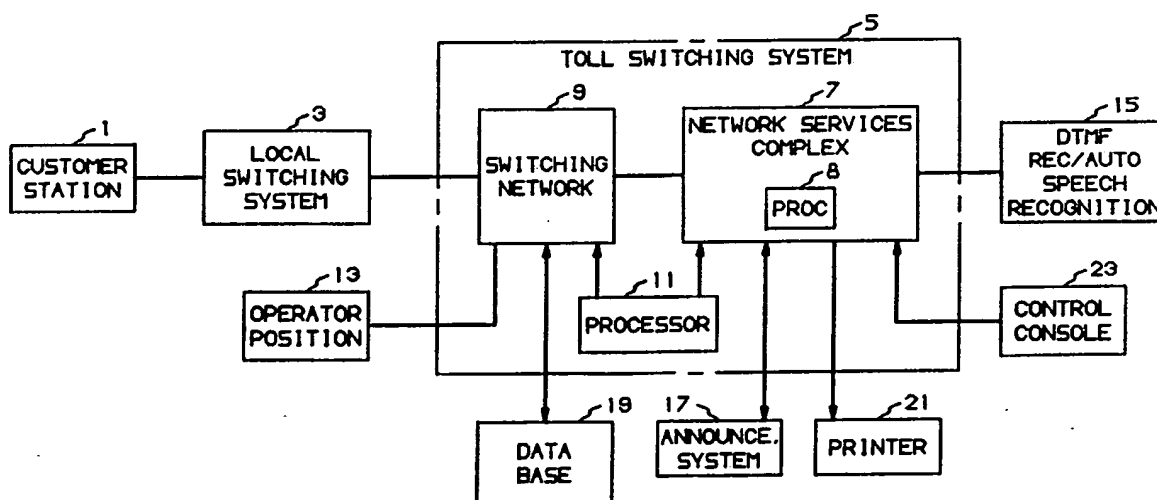 5
TOLL SWITCHING SYSTEM
1
CUSTOMER
STATION
3
LOCAL
SWITCHING
SYSTEM
9
SWITCHING
NETWORK
7
NETWORK SERVICES
COMPLEX
8
PROC
15
DTMF
REC/AUTO
SPEECH
RECOGNITION
13
OPERATOR
POSITION
11
PROCESSOR
23
CONTROL
CONSOLE
19
DATA
BASE
17
ANNOUNCE.
SYSTEM
21
PRINTER